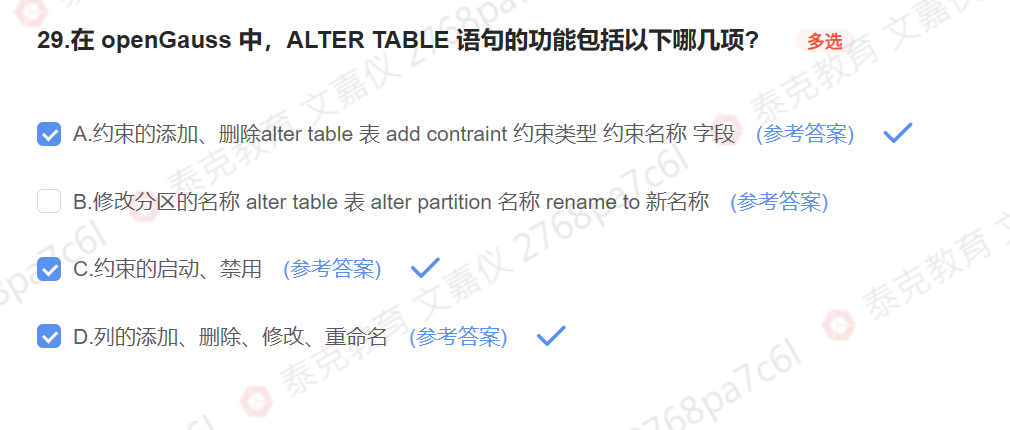 29.在 openGauss 中，ALTER TABLE 语句的功能包括以下哪几项? 多选
A.约束的添加、删除alter table 表 add contraint 约束类型 约束名称 字段 (参考答案)
B.修改分区的名称 alter table 表 alter partition 名称 rename to 新名称 (参考答案)
C.约束的启动、禁用 (参考答案)
D.列的添加、删除、修改、重命名 (参考答案)
泰克教育 文嘉仪 2768pa7c6l